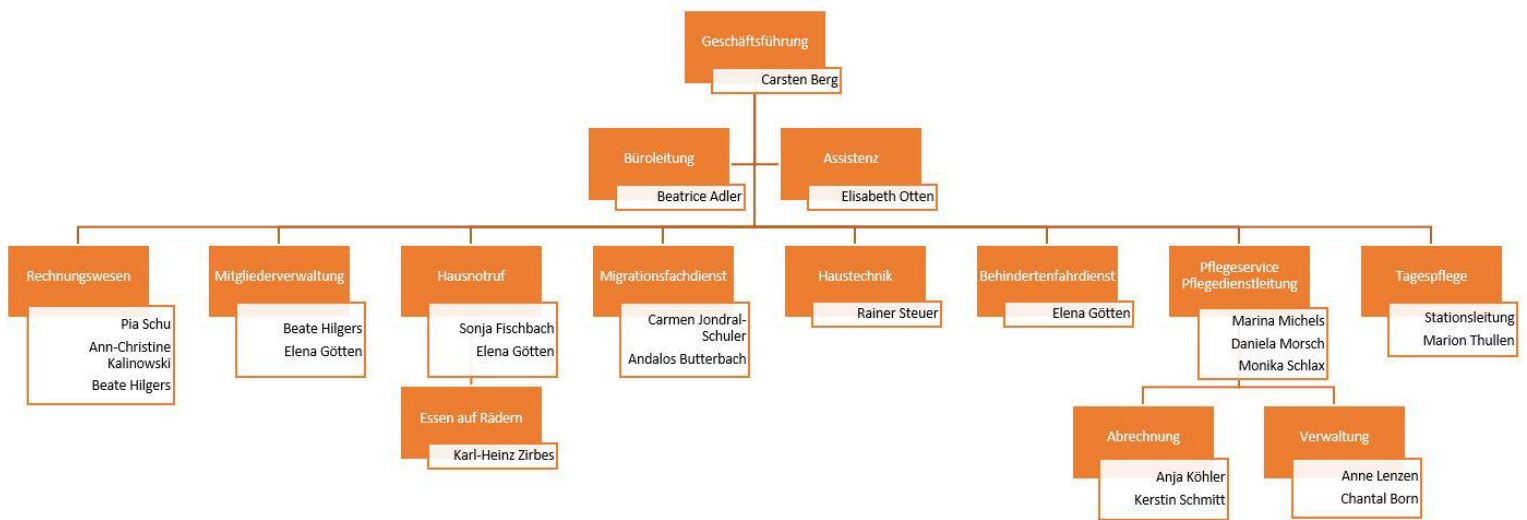 Geschäftsführung
Carsten Berg
Büroleitung
Beatrice Adler
Assistenz
Elisabeth Otten
Rechnungswesen
Pia Schu
Ann-Christine
Kalinowski
Beate Hilgers
Mitgliederverwaltung
Beate Hilgers
Elena Götten
Hausnotruf
Sonja Fischbach
Elena Götten
Essen auf Rädern
Karl-Heinz Zirbes
Migrationsfachdienst
Carmen Jondral-
Schuler
Andalos Butterbach
Haustechnik
Rainer Steuer
Behindertenfahrdienst
Elena Götten
Pflegeservice
Pflegedienstleitung
Marina Michels
Daniela Morsch
Monika Schlax
Abrechnung
Anja Köhler
Kerstin Schmitt
Verwaltung
Anne Lenzen
Chantal Born
Tagespflege
Stationsleitung
Marion Thullen